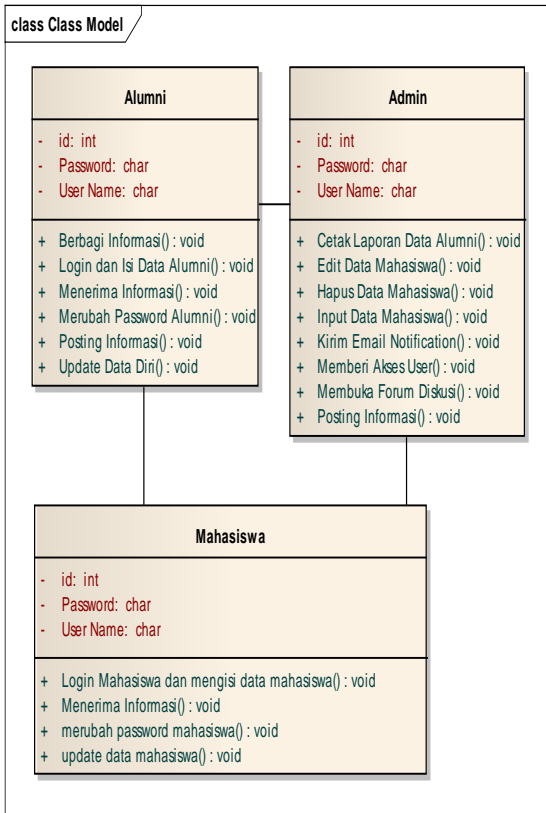 class Class Model
Alumni
- id: int
- Password: char
- User Name: char
+ Berbagi Informasi() : void
+ Login dan Isi Data Alumni() : void
+ Menerima Informasi() : void
+ Merubah Password Alumni() : void
+ Posting Informasi() : void
+ Update Data Diri() : void
Admin
- id: int
- Password: char
- User Name: char
+ Cetak Laporan Data Alumni() : void
+ Edit Data Mahasiswa() : void
+ Hapus Data Mahasiswa() : void
+ Input Data Mahasiswa() : void
+ Kirim Email Notification() : void
+ Memberi Akses User() : void
+ Membuka Forum Diskusi() : void
+ Posting Informasi() : void
Mahasiswa
- id: int
- Password: char
- User Name: char
+ Login Mahasiswa dan mengisi data mahasiswa() : void
+ Menerima Informasi() : void
+ merubah password mahasiswa() : void
+ update data mahasiswa() : void